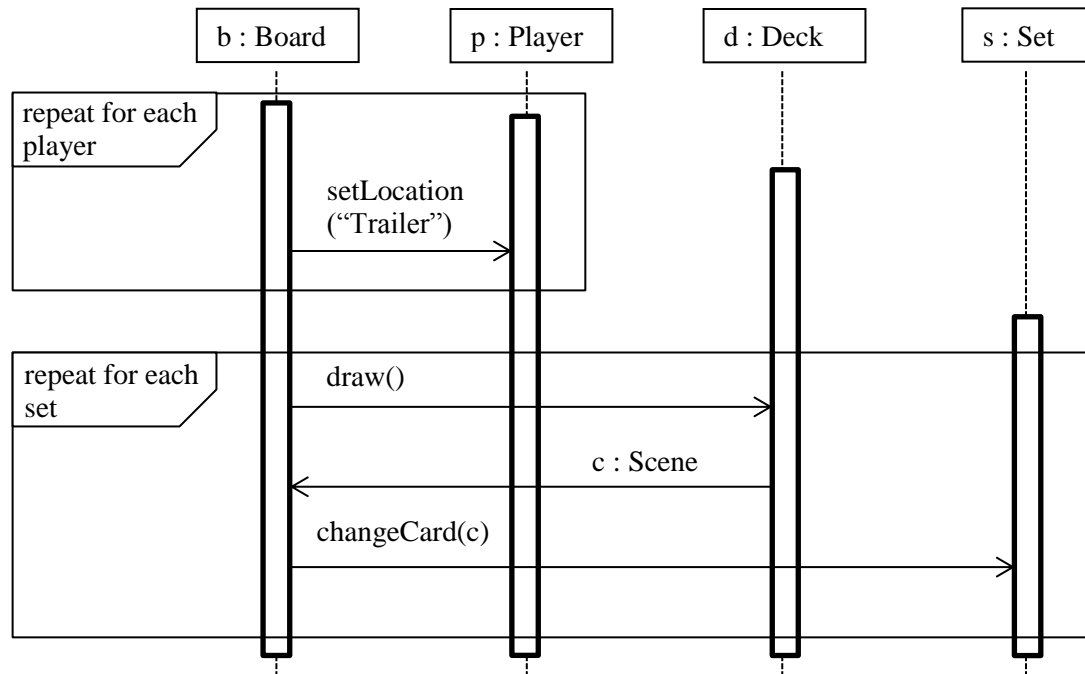 b : Board
p : Player
d : Deck
s : Set
repeat for each
player
setLocation
(“Trailer”)
repeat for each
set
draw()
c : Scene
changeCard(c)